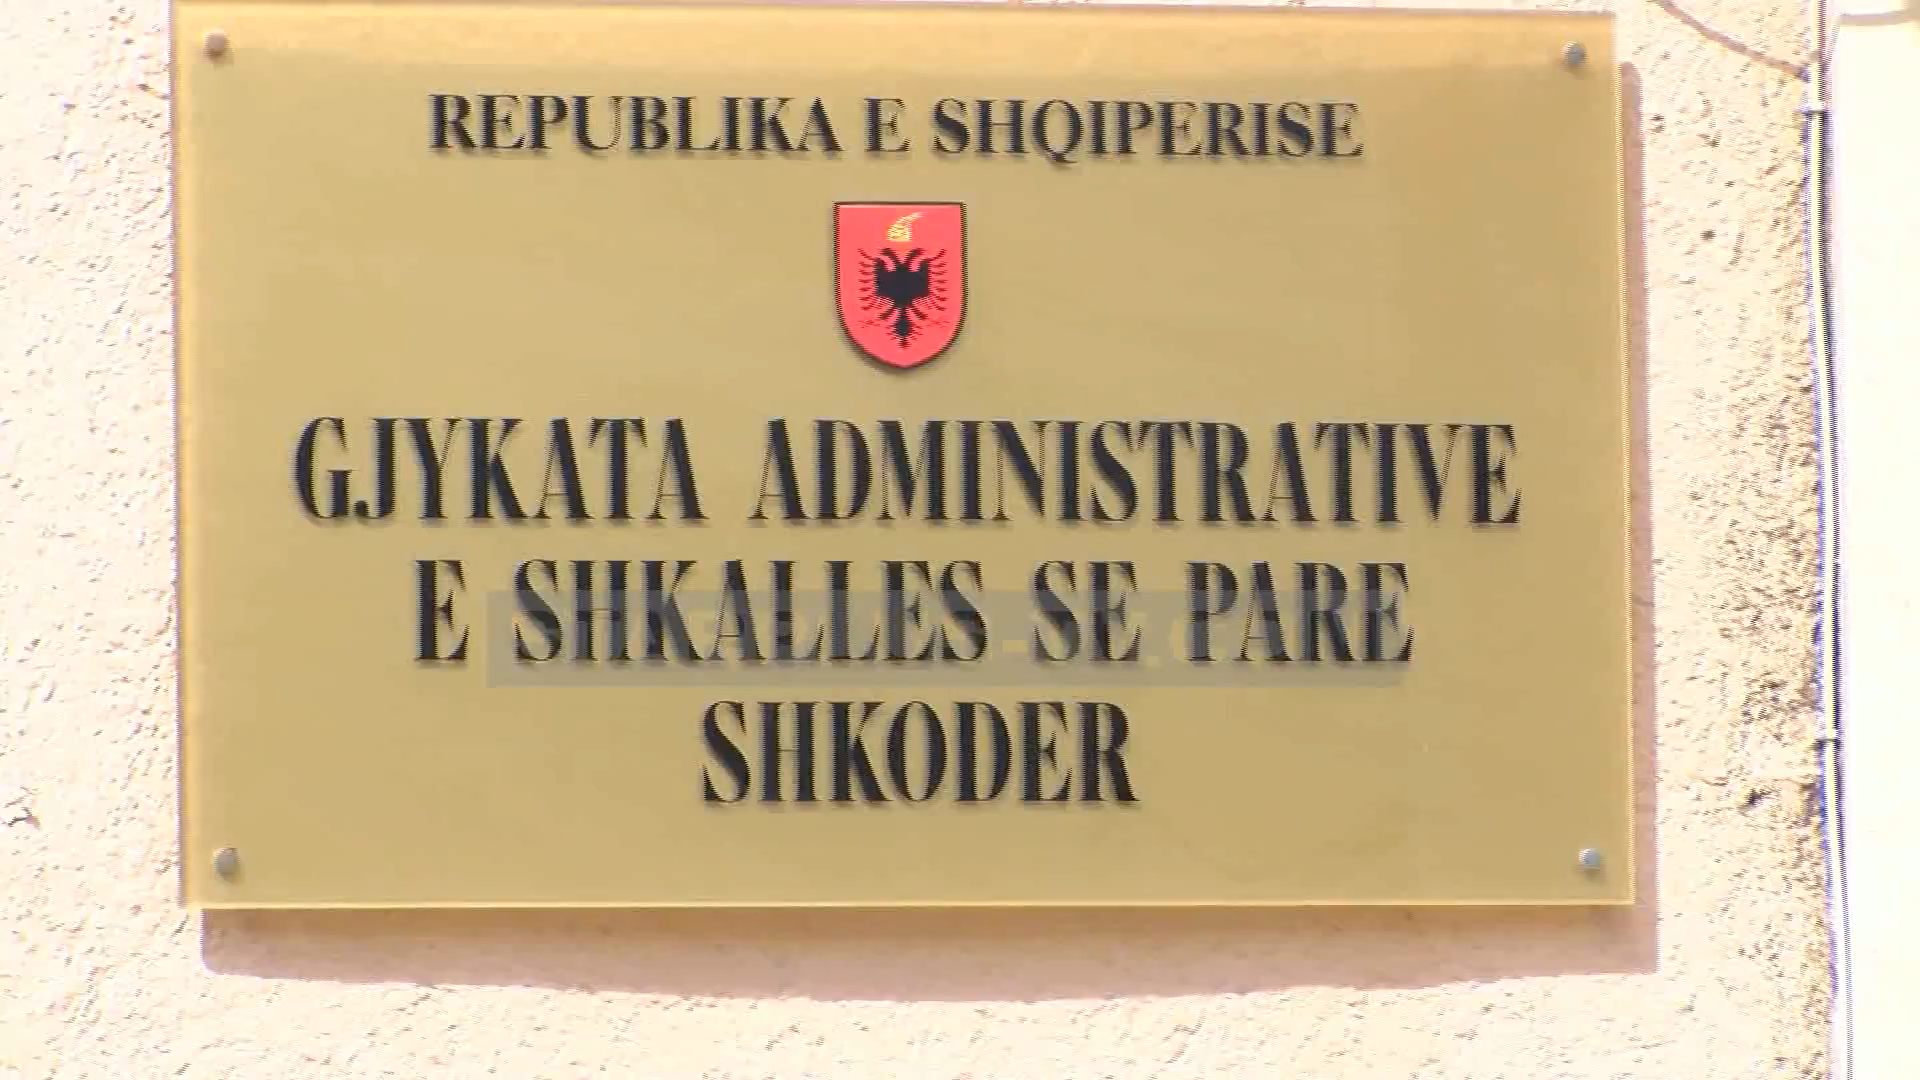 REPUBLIKA E SHQIPERISE
GJYKATA ADMINISTRATIVE
E SHKALLES SE PARE
SHKODER